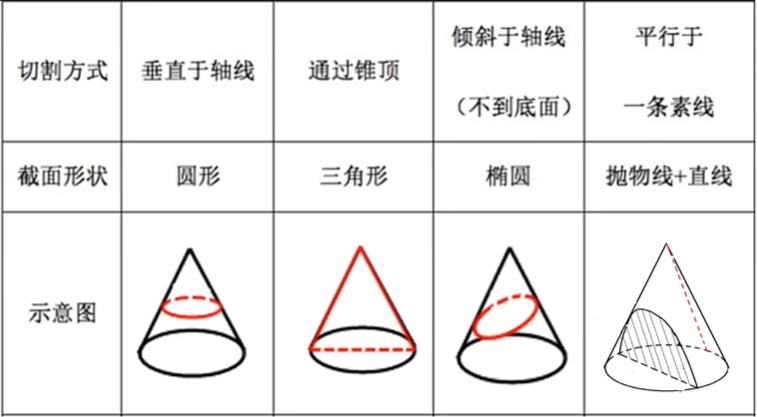 切割方式
垂直于轴线
通过锥顶
倾斜于轴线
（不到底面）
平行于
一条素线
截面形状
圆形
三角形
椭圆
抛物线+直线
示意图